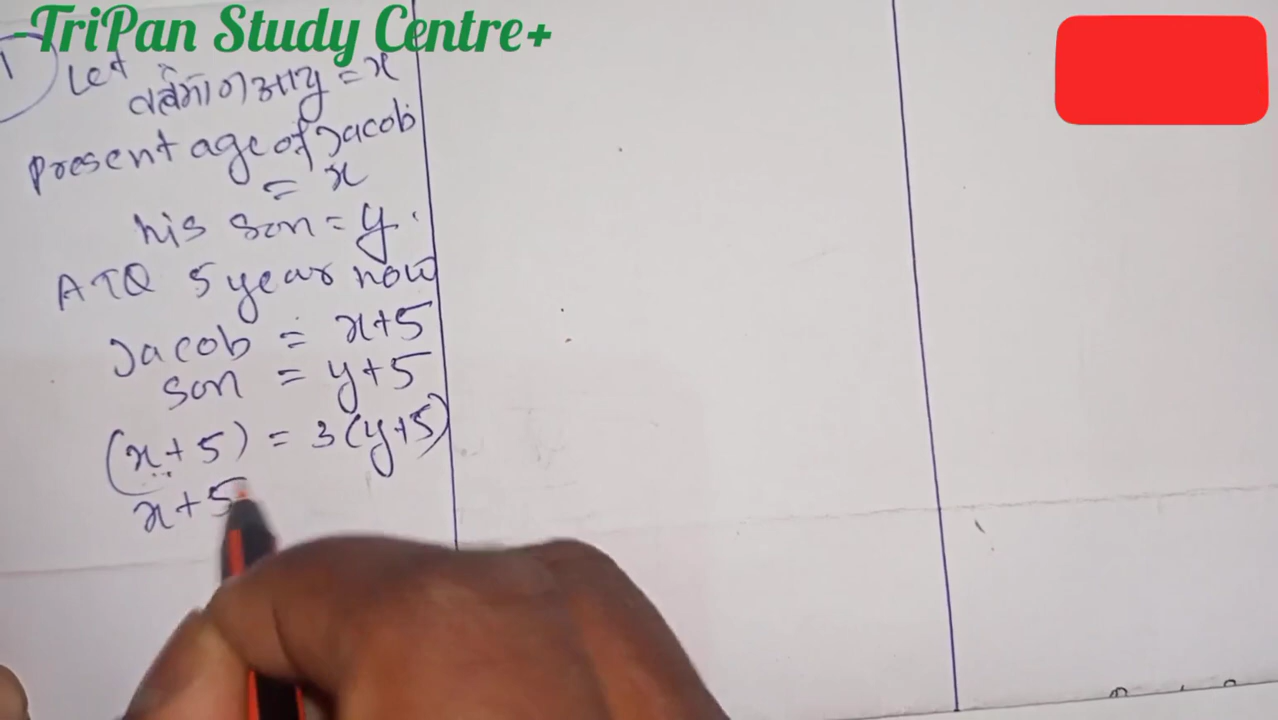 -TriPan Study Centre+
1
Let
वर्तमान आयु = x
Present age of Jacob
= x
his son = y.
ATQ 5 year now
Jacob = x+5
son = y+5
(x+5) = 3(y+5)
x+5